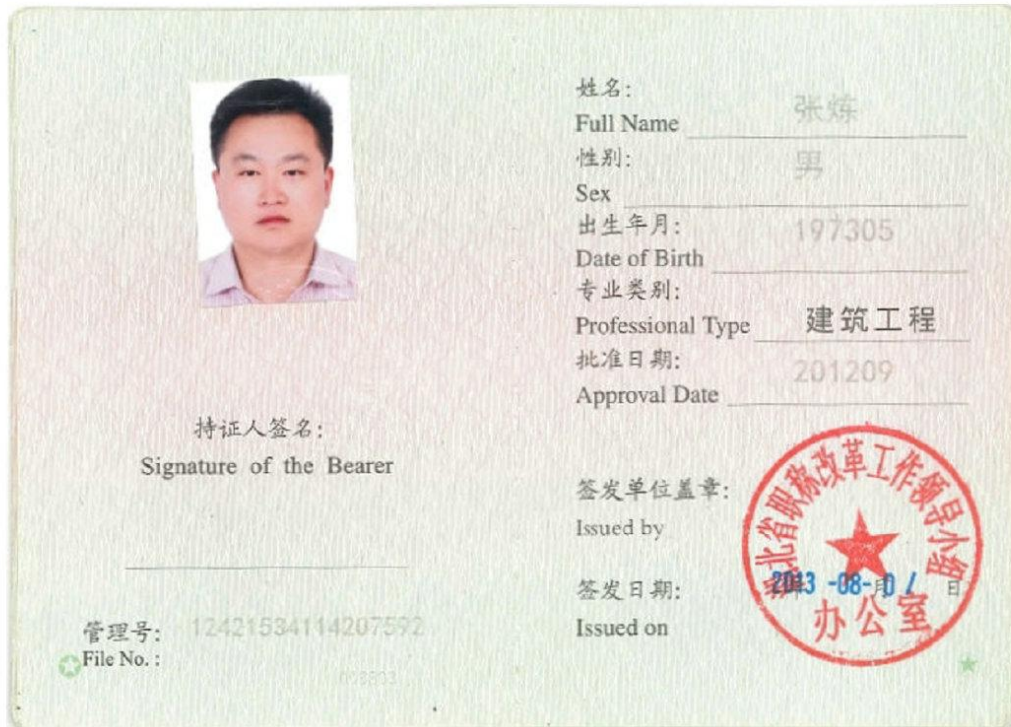 姓名: 张炼
Full Name
性别: 男
Sex
出生年月: 197305
Date of Birth
专业类别:
Professional Type 建筑工程
批准日期: 201209
Approval Date
持证人签名:
Signature of the Bearer
签发单位盖章:
Issued by
湖北省职称改革工作领导小组
办公室
签发日期: 2013-08-01 月 日
Issued on
管理号: 12421534114207592
File No. :